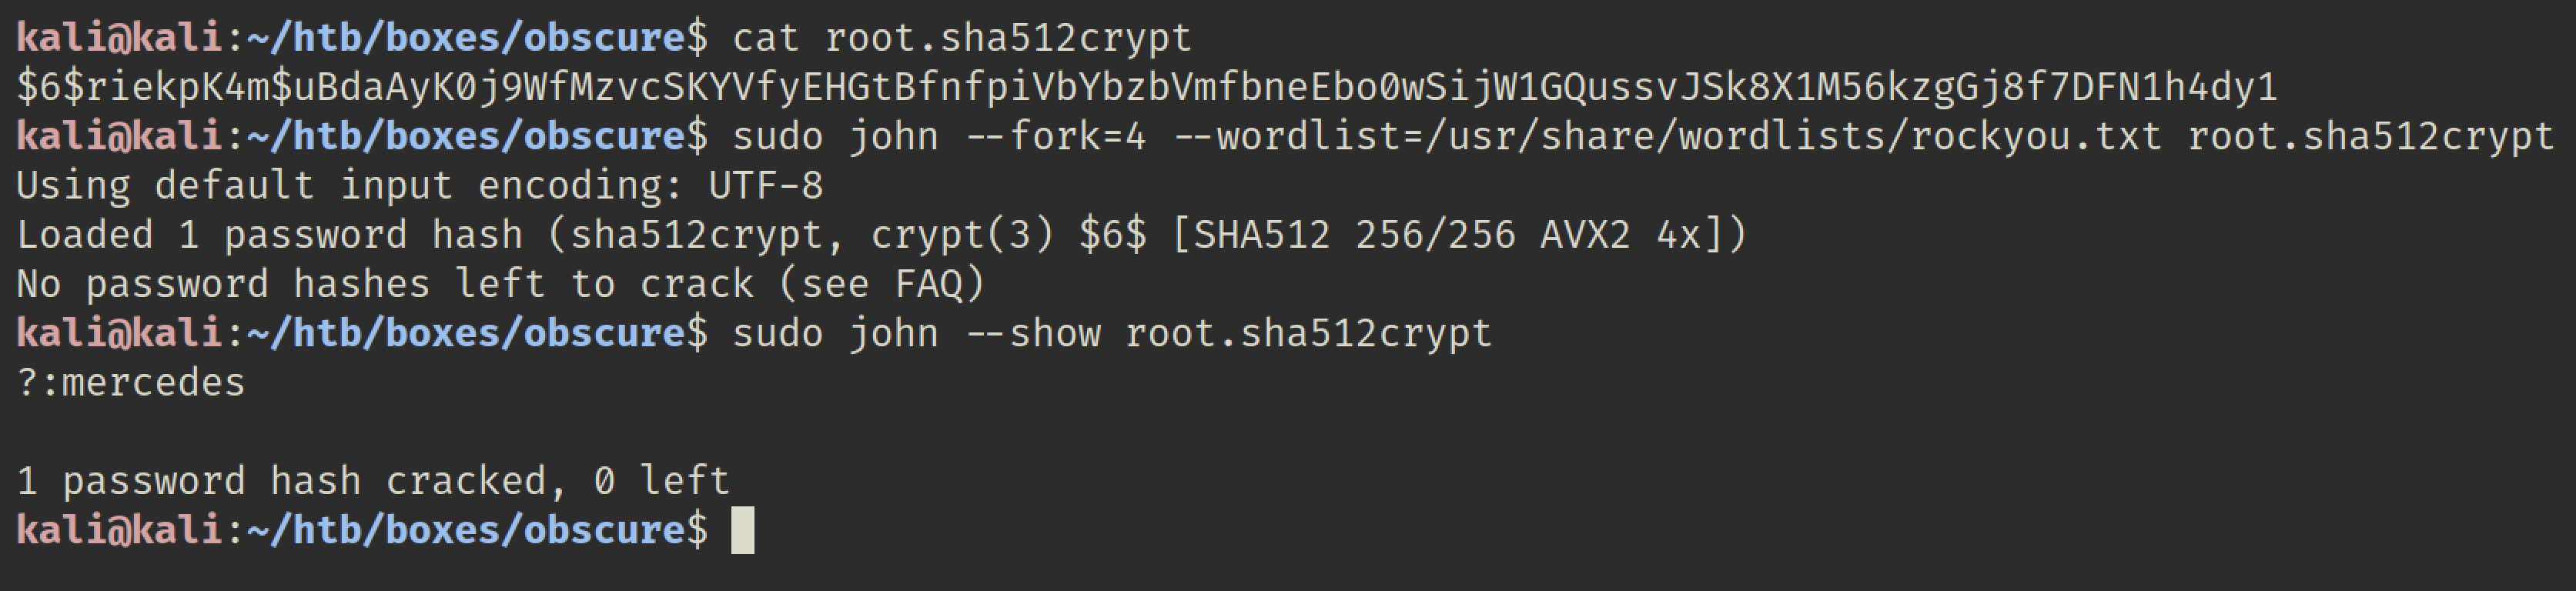 kali@kali:~/htb/boxes/obscure$ cat root.sha512crypt
$6$riekpK4m$uBdaAyK0j9WfMzvcSKYVfyEHGtBfnfpiVbYbzbVmfbneEbo0wSijW1GQussvJSk8X1M56kzgGj8f7DFN1h4dy1
kali@kali:~/htb/boxes/obscure$ sudo john --fork=4 --wordlist=/usr/share/wordlists/rockyou.txt root.sha512crypt
Using default input encoding: UTF-8
Loaded 1 password hash (sha512crypt, crypt(3) $6$ [SHA512 256/256 AVX2 4x])
No password hashes left to crack (see FAQ)
kali@kali:~/htb/boxes/obscure$ sudo john --show root.sha512crypt
?:mercedes
1 password hash cracked, 0 left
kali@kali:~/htb/boxes/obscure$